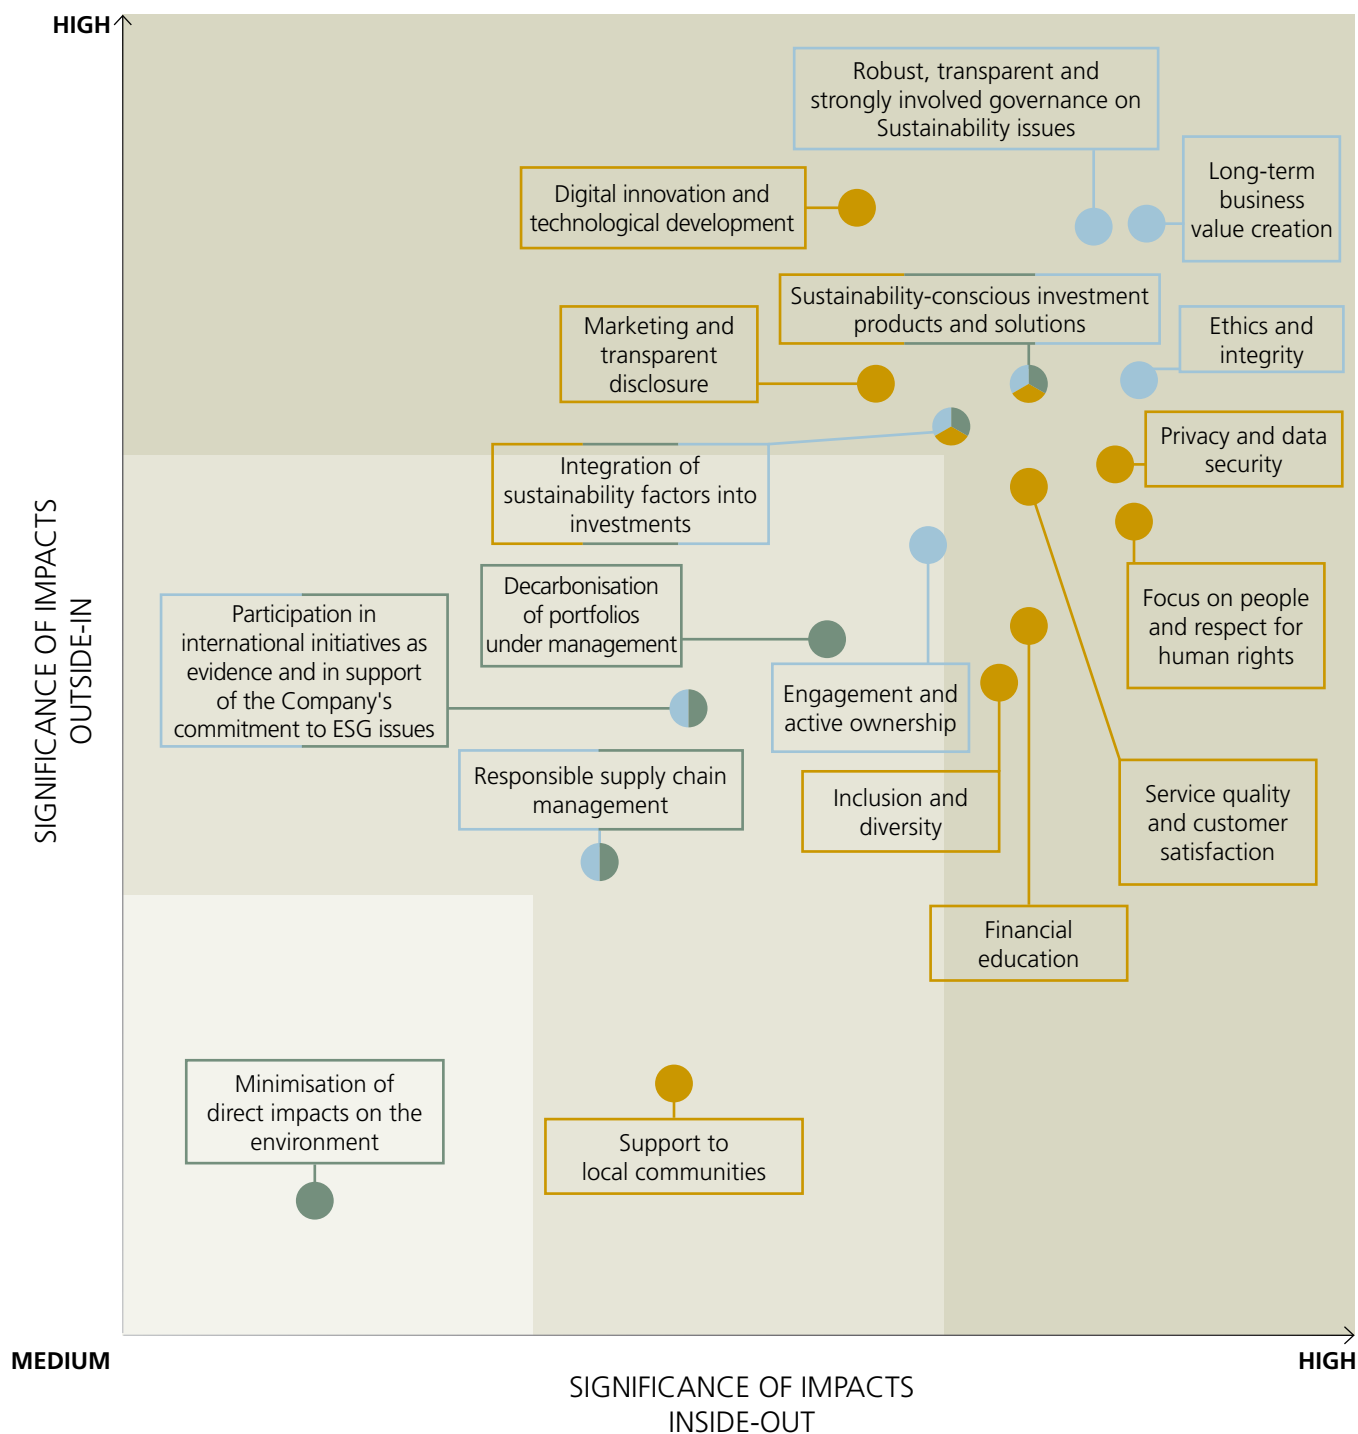 HIGH
Robust, transparent and
strongly involved governance on
Sustainability issues
Long-term
business
value creation
Digital innovation and
technological development
Sustainability-conscious investment
products and solutions
Marketing and
transparent
disclosure
Ethics and
integrity
Privacy and data
security
Integration of
sustainability factors into
investments
Decarbonisation
of portfolios
under management
Focus on people
and respect for
human rights
Participation in
international initiatives as
evidence and in support
of the Company's
commitment to ESG issues
Engagement and
active ownership
Responsible supply chain
management
Inclusion and
diversity
Service quality
and customer
satisfaction
Financial
education
Minimisation of
direct impacts on the
environment
Support to
local communities
SIGNIFICANCE OF IMPACTS
OUTSIDE-IN
MEDIUM
HIGH
SIGNIFICANCE OF IMPACTS
INSIDE-OUT